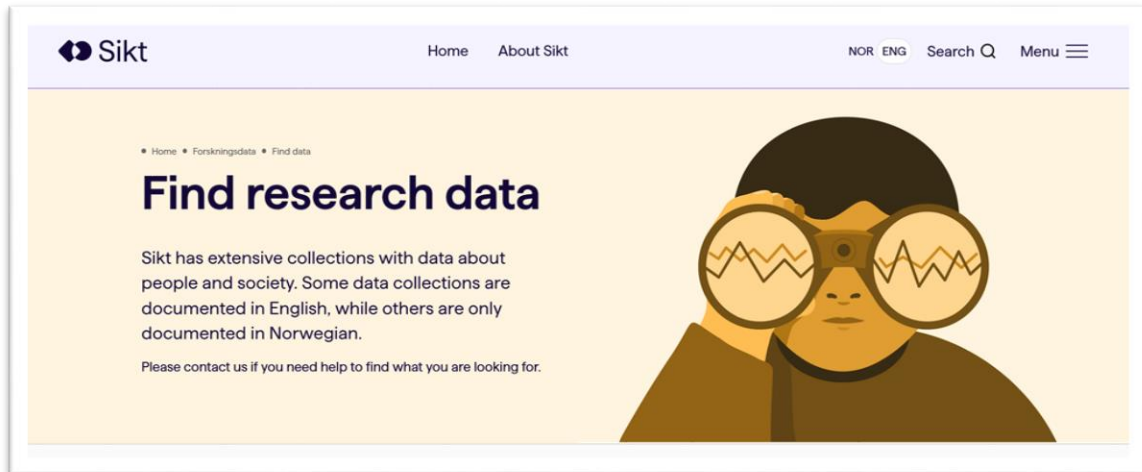 Sikt
Home About Sikt
NOR ENG Search Menu
Home Forskningsdata Find data
Find research data
Sikt has extensive collections with data about
people and society. Some data collections are
documented in English, while others are only
documented in Norwegian.
Please contact us if you need help to find what you are looking for.